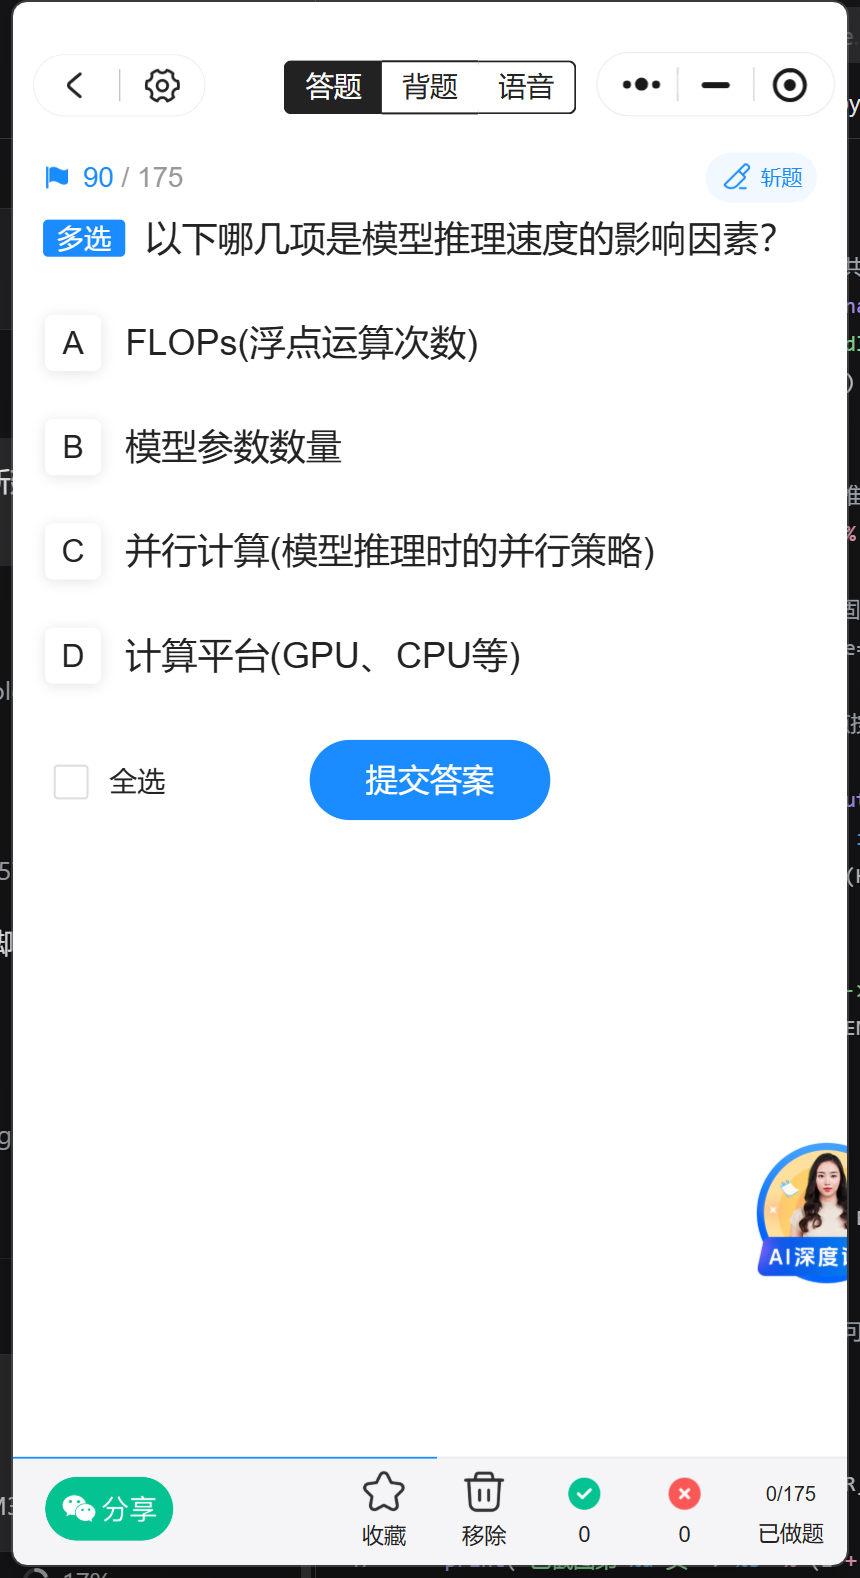 答题 背题 语音
90 / 175
斩题
多选 以下哪几项是模型推理速度的影响因素?
A FLOPs(浮点运算次数)
B 模型参数数量
C 并行计算(模型推理时的并行策略)
D 计算平台(GPU、CPU等)
全选
提交答案
AI深度
分享
收藏
移除
0
0
0/175
已做题
17%